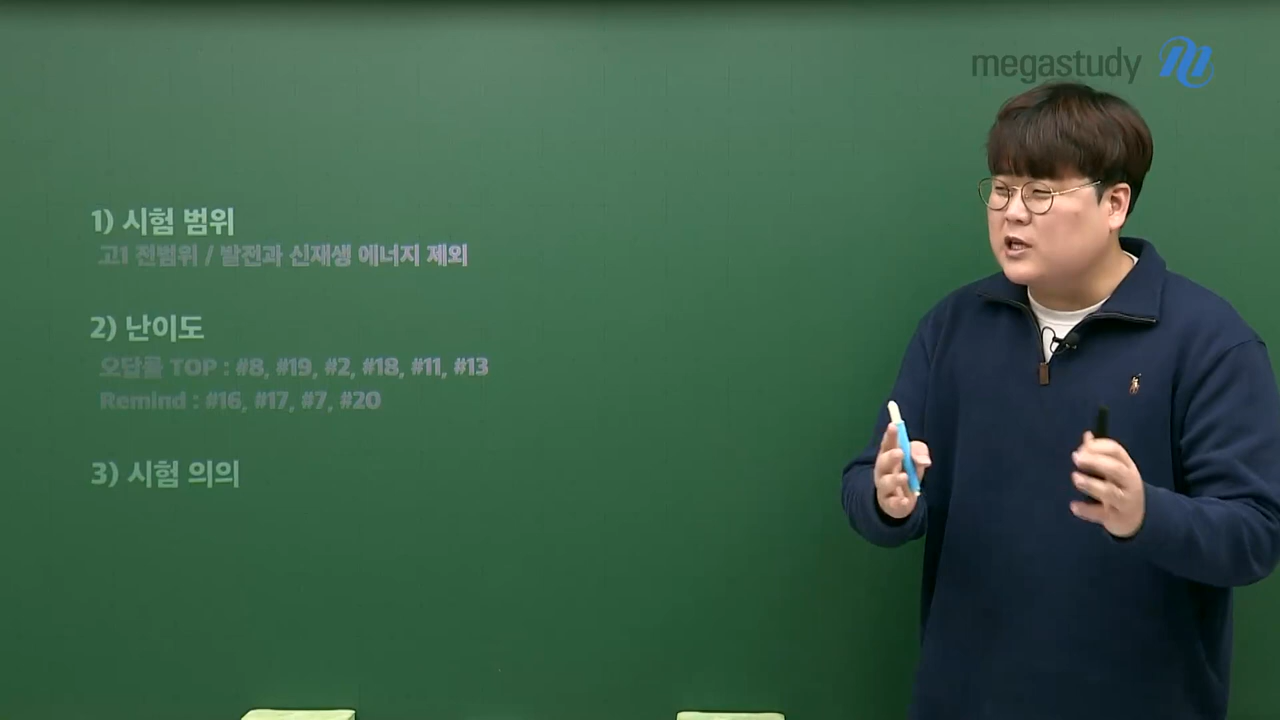 megastudy
1) 시험 범위
고1 전범위 / 발전과 신재생 에너지 제외
2) 난이도
오답률 TOP : #8, #19, #2, #18, #11, #13
Remind : #16, #17, #7, #20
3) 시험 의의